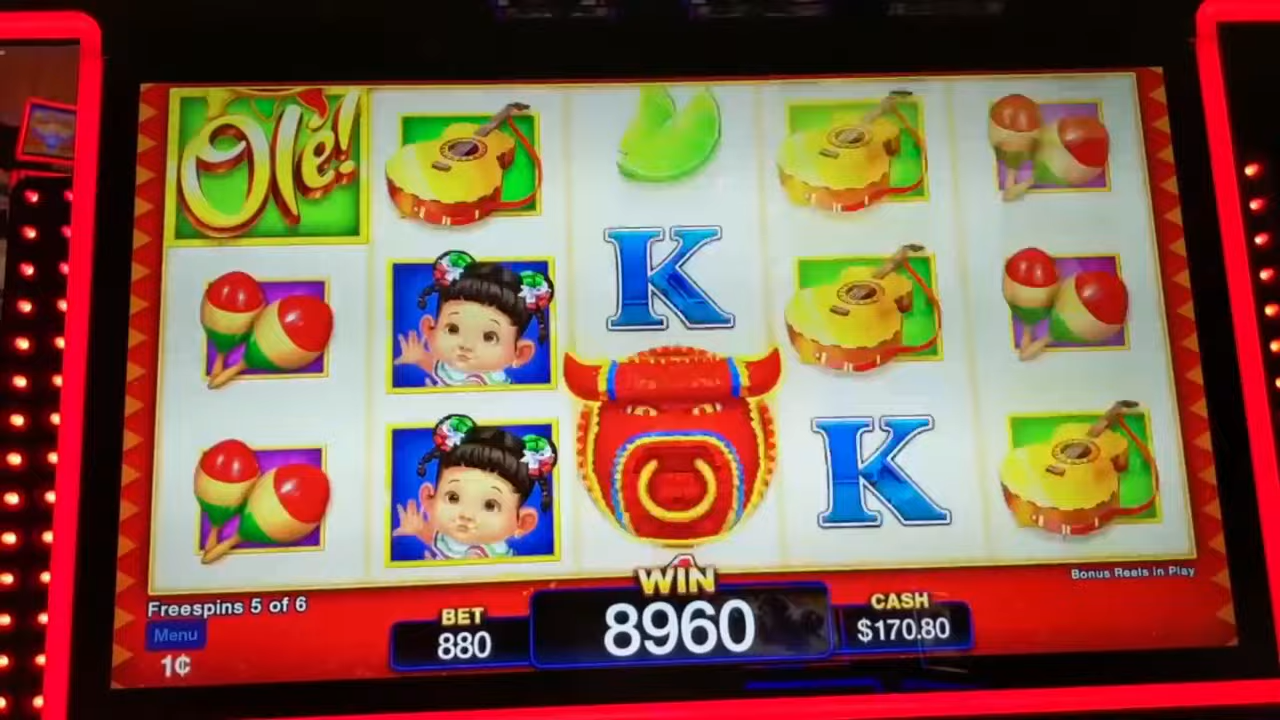 Olé!
K
K
Freespins 5 of 6
Bonus Reels in Play
Menu
1¢
BET
880
WIN
8960
CASH
$170.80